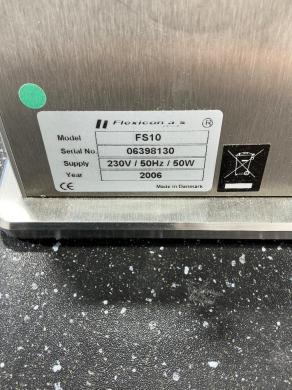 Flexicon a/s ®
Model FS10
Serial No. 06398130
Supply 230V / 50Hz / 50W
Year 2006
CE Made in Denmark